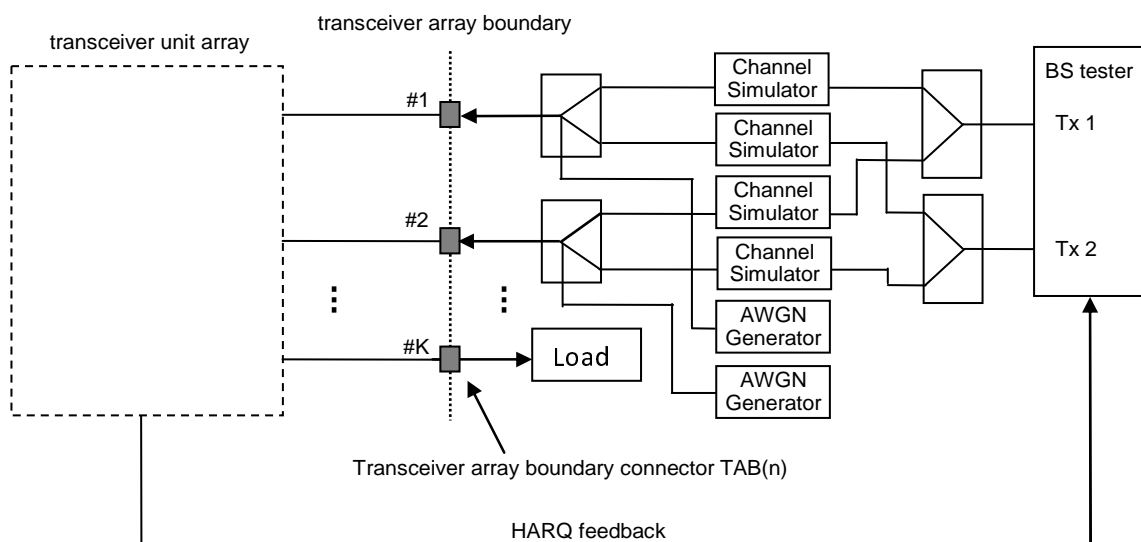 transceiver array boundary
transceiver unit array
Channel
Simulator
BS tester
#1
Tx 1
Channel
Simulator
Channel
Simulator
#2
Channel
Simulator
Tx 2
AWGN
Generator
#K
Load
AWGN
Generator
Transceiver array boundary connector TAB(n)
HARQ feedback